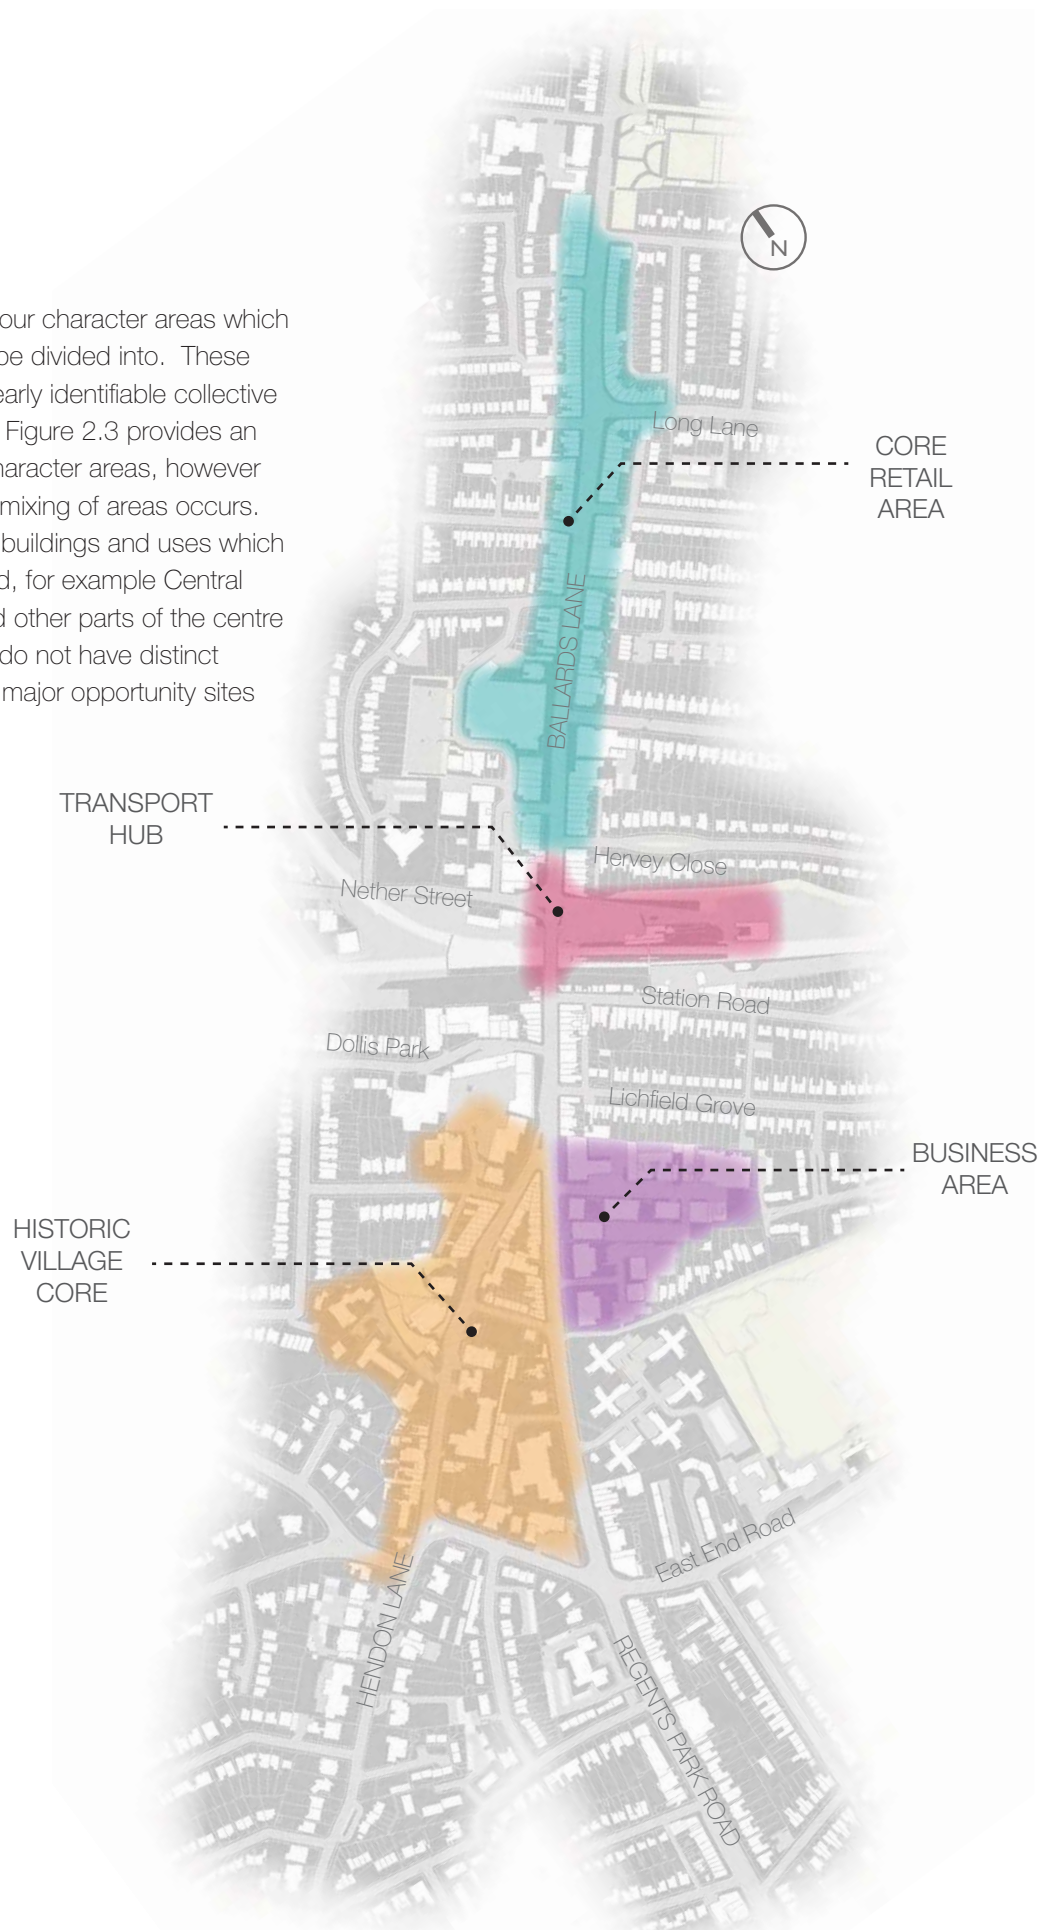 our character areas which
be divided into.  These
early identifiable collective
Figure 2.3 provides an
haracter areas, however
mixing of areas occurs.
buildings and uses which
d, for example Central
d other parts of the centre
do not have distinct
major opportunity sites
N
Long Lane
CORE
RETAIL
AREA
BALLARDS LANE
TRANSPORT
HUB
Hervey Close
Nether Street
Station Road
Dollis Park
Lichfield Grove
BUSINESS
AREA
HISTORIC
VILLAGE
CORE
East End Road
HENDON LANE
REGENTS PARK ROAD